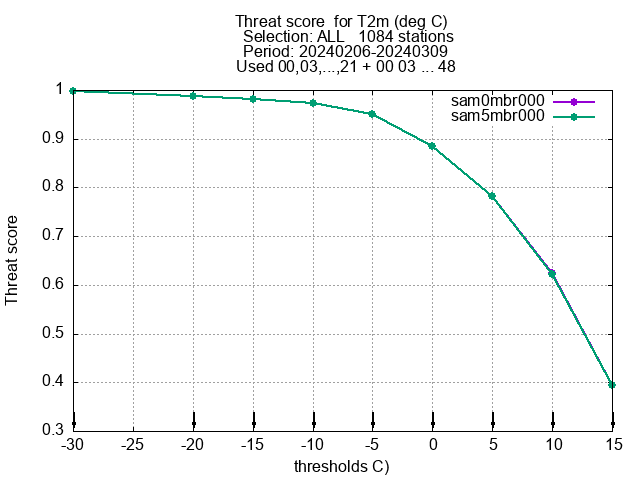 Threat score  for T2m (deg C)
Selection: ALL   1084 stations
Period: 20240206-20240309
Used 00,03,...,21 + 00 03 ... 48
sam0mbr000
sam5mbr000
1
0.9
0.8
0.7
0.6
0.5
0.4
0.3
Threat score
-30 -25 -20 -15 -10 -5 0 5 10 15
thresholds C)